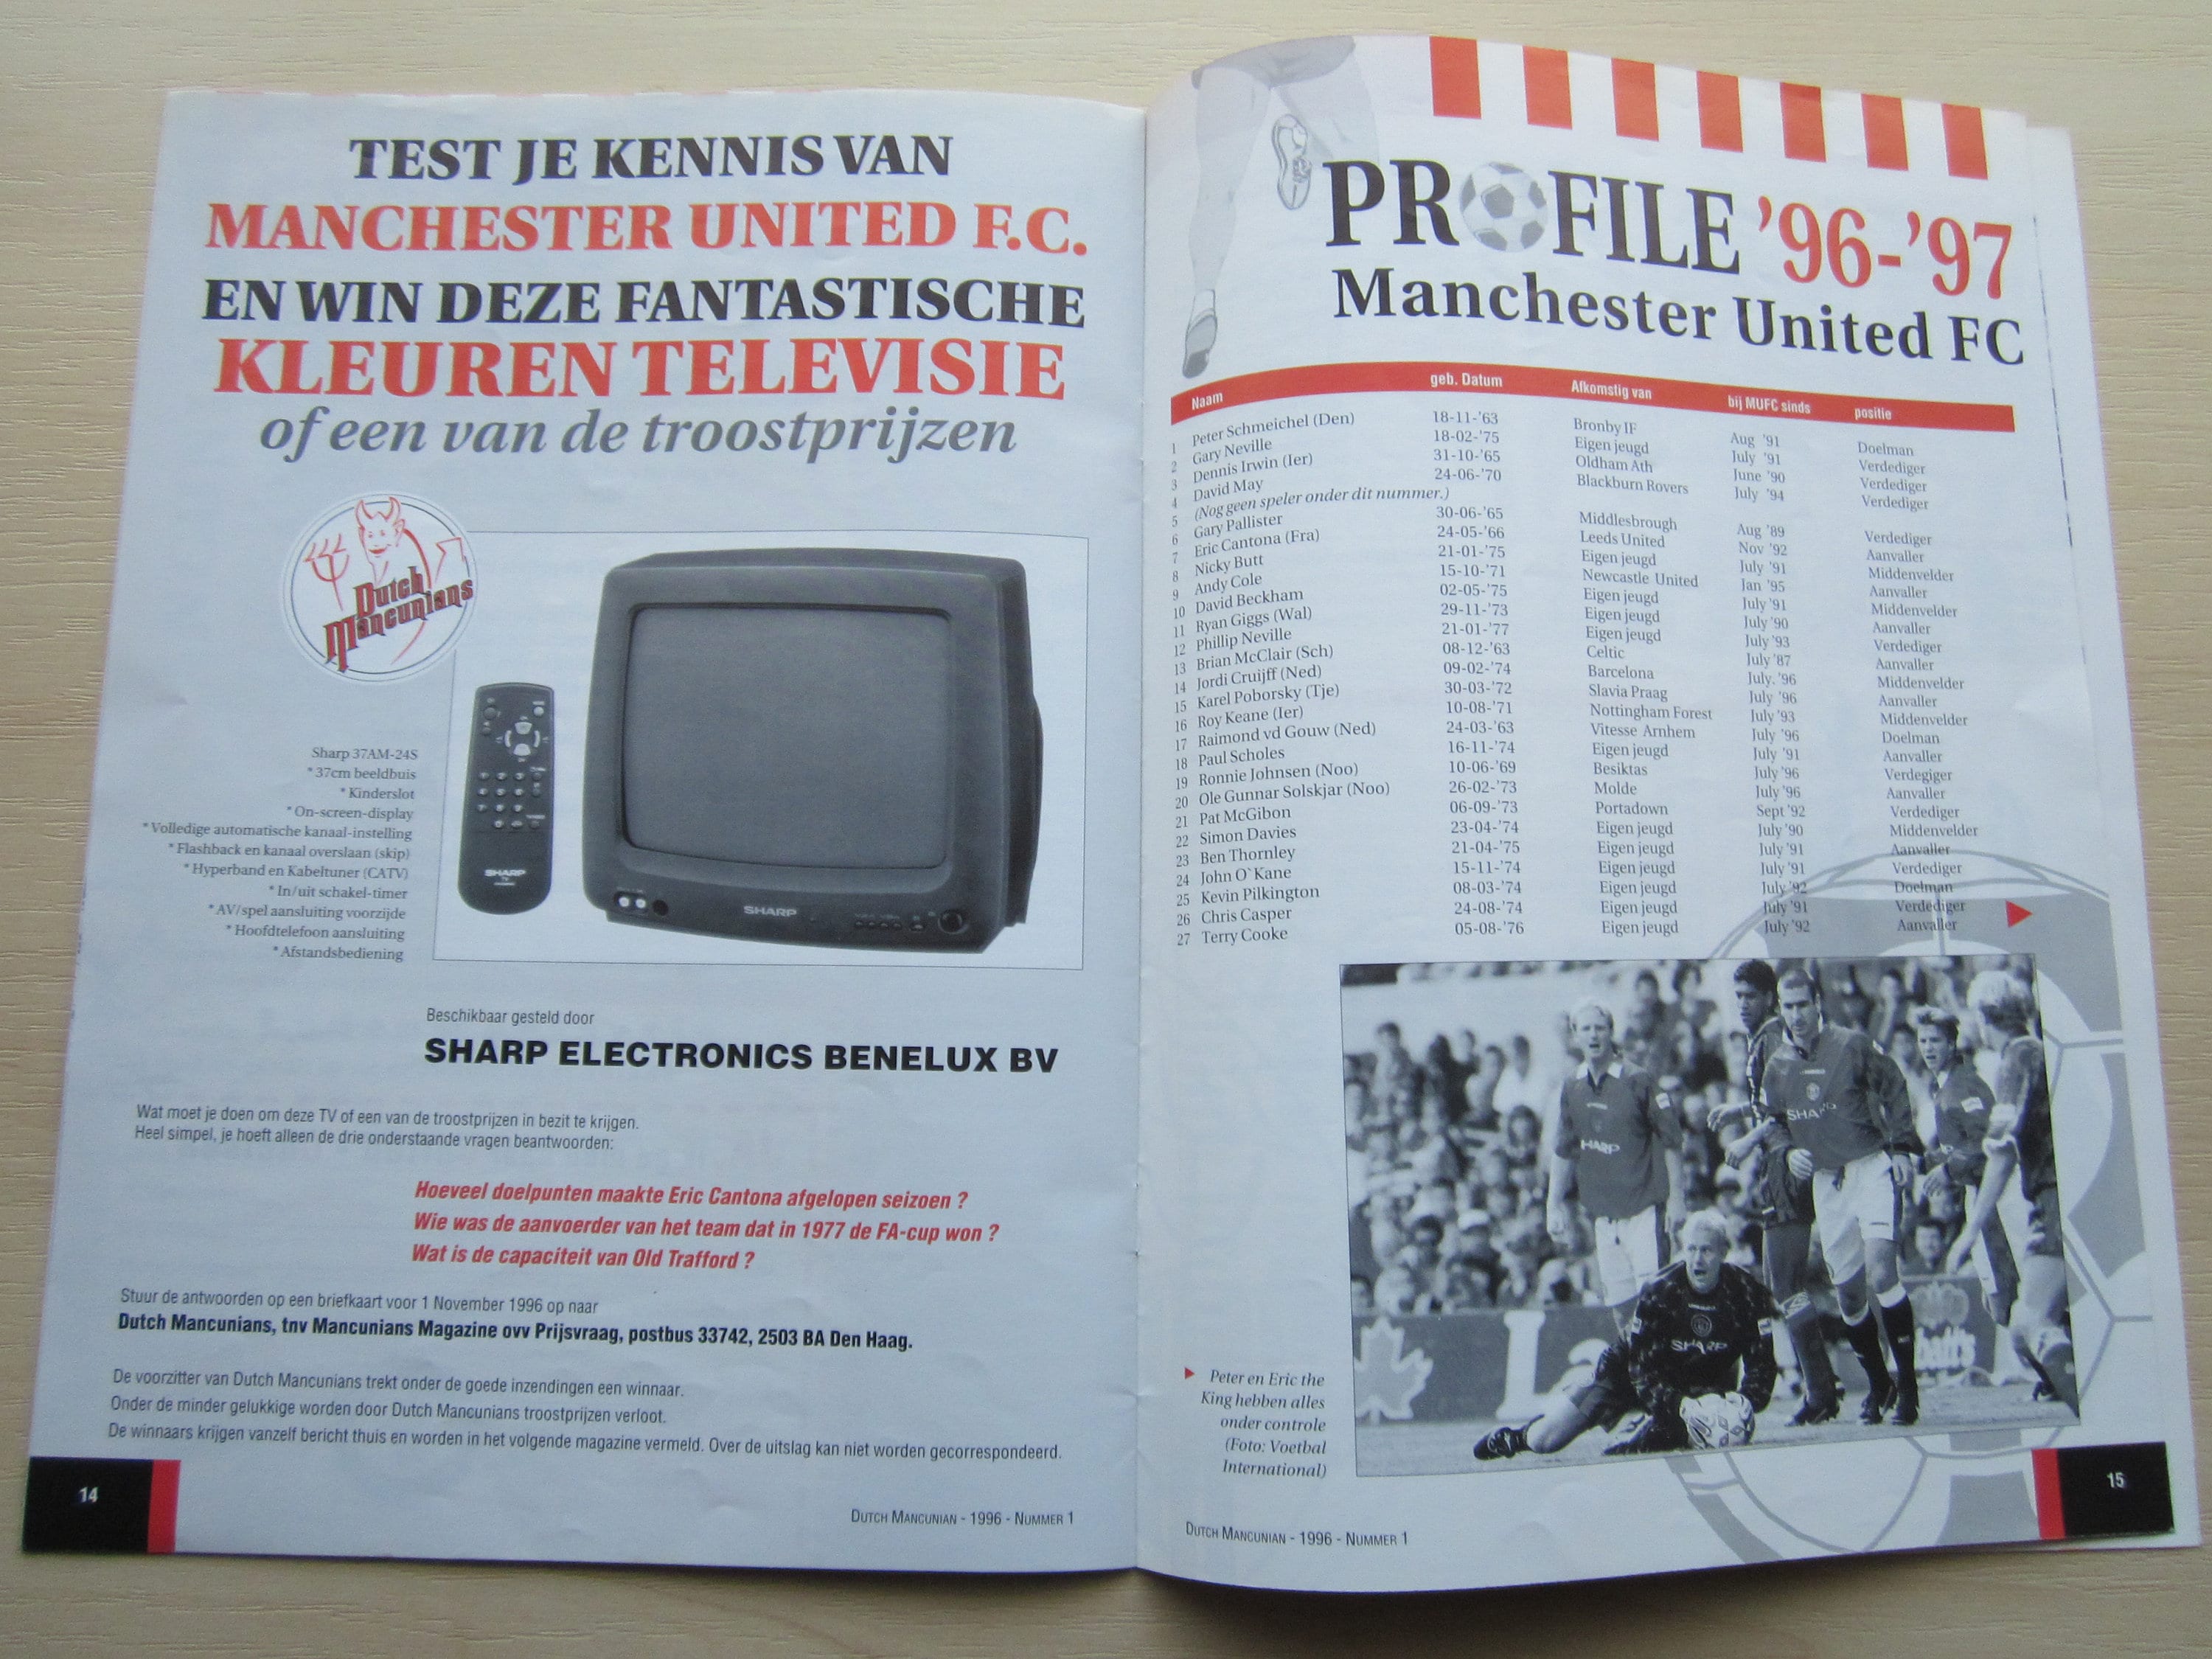 TEST JE KENNIS VAN
MANCHESTER UNITED F.C.
EN WIN DEZE FANTASTISCHE
KLEUREN TELEVISIE
of een van de troostprijzen
Dutch
Mancunians
Sharp 37AM-24S
* 37cm beeldbuis
* Kinderslot
* On-screen-display
* Volledige automatische kanaal-instelling
* Flashback en kanaal overslaan (skip)
* Hyperband en Kabeltuner (CATV)
* In/uit schakel-timer
* AV/spel aansluiting voorzijde
* Hoofdtelefoon aansluiting
* Afstandsbediening
SHARP
SHARP
Beschikbaar gesteld door
SHARP ELECTRONICS BENELUX BV
Wat moet je doen om deze TV of een van de troostprijzen in bezit te krijgen.
Heel simpel, je hoeft alleen de drie onderstaande vragen beantwoorden:
Hoeveel doelpunten maakte Eric Cantona afgelopen seizoen ?
Wie was de aanvoerder van het team dat in 1977 de FA-cup won ?
Wat is de capaciteit van Old Trafford ?
Stuur de antwoorden op een briefkaart voor 1 November 1996 op naar
Dutch Mancunians, tnv Mancunians Magazine ovv Prijsvraag, postbus 33742, 2503 BA Den Haag.
De voorzitter van Dutch Mancunians trekt onder de goede inzendingen een winnaar.
Onder de minder gelukkige worden door Dutch Mancunians troostprijzen verloot.
De winnaars krijgen vanzelf bericht thuis en worden in het volgende magazine vermeld. Over de uitslag kan niet worden gecorrespondeerd.
14
DUTCH MANCUNIAN - 1996 - NUMMER 1
PROFILE '96-'97
Manchester United FC
Naam geb. Datum Afkomstig van bij MUFC sinds positie
1 Peter Schmeichel (Den) 18-11-'63 Bronby IF Aug '91 Doelman
2 Gary Neville 18-02-'75 Eigen jeugd July '91 Verdediger
3 Dennis Irwin (Ier) 31-10-'65 Oldham Ath June '90 Verdediger
4 David May 24-06-'70 Blackburn Rovers July '94 Verdediger
5 (Nog geen speler onder dit nummer.)
6 Gary Pallister 30-06-'65 Middlesbrough Aug '89 Verdediger
7 Eric Cantona (Fra) 24-05-'66 Leeds United Nov '92 Aanvaller
8 Nicky Butt 21-01-'75 Eigen jeugd July '91 Middenvelder
9 Andy Cole 15-10-'71 Newcastle United Jan '95 Aanvaller
10 David Beckham 02-05-'75 Eigen jeugd July '91 Middenvelder
11 Ryan Giggs (Wal) 29-11-'73 Eigen jeugd July '90 Aanvaller
12 Phillip Neville 21-01-'77 Eigen jeugd July '93 Verdediger
13 Brian McClair (Sch) 08-12-'63 Celtic July '87 Aanvaller
14 Jordi Cruijff (Ned) 09-02-'74 Barcelona July. '96 Middenvelder
15 Karel Poborsky (Tje) 30-03-'72 Slavia Praag July '96 Aanvaller
16 Roy Keane (Ier) 10-08-'71 Nottingham Forest July '93 Middenvelder
17 Raimond vd Gouw (Ned) 24-03-'63 Vitesse Arnhem July '96 Doelman
18 Paul Scholes 16-11-'74 Eigen jeugd July '91 Aanvaller
19 Ronnie Johnsen (Noo) 10-06-'69 Besiktas July '96 Verdegiger
20 Ole Gunnar Solskjar (Noo) 26-02-'73 Molde July '96 Aanvaller
21 Pat McGibon 06-09-'73 Portadown Sept '92 Verdediger
22 Simon Davies 23-04-'74 Eigen jeugd July '90 Middenvelder
23 Ben Thornley 21-04-'75 Eigen jeugd July '91 Aanvaller
24 John O`Kane 15-11-'74 Eigen jeugd July '91 Verdediger
25 Kevin Pilkington 08-03-'74 Eigen jeugd July '92 Doelman
26 Chris Casper 24-08-'74 Eigen jeugd July '91 Verdediger
27 Terry Cooke 05-08-'76 Eigen jeugd July '92 Aanvaller
SHARP
SHARP
Peter en Eric the
King hebben alles
onder controle
(Foto: Voetbal
International)
DUTCH MANCUNIAN - 1996 - NUMMER 1
15